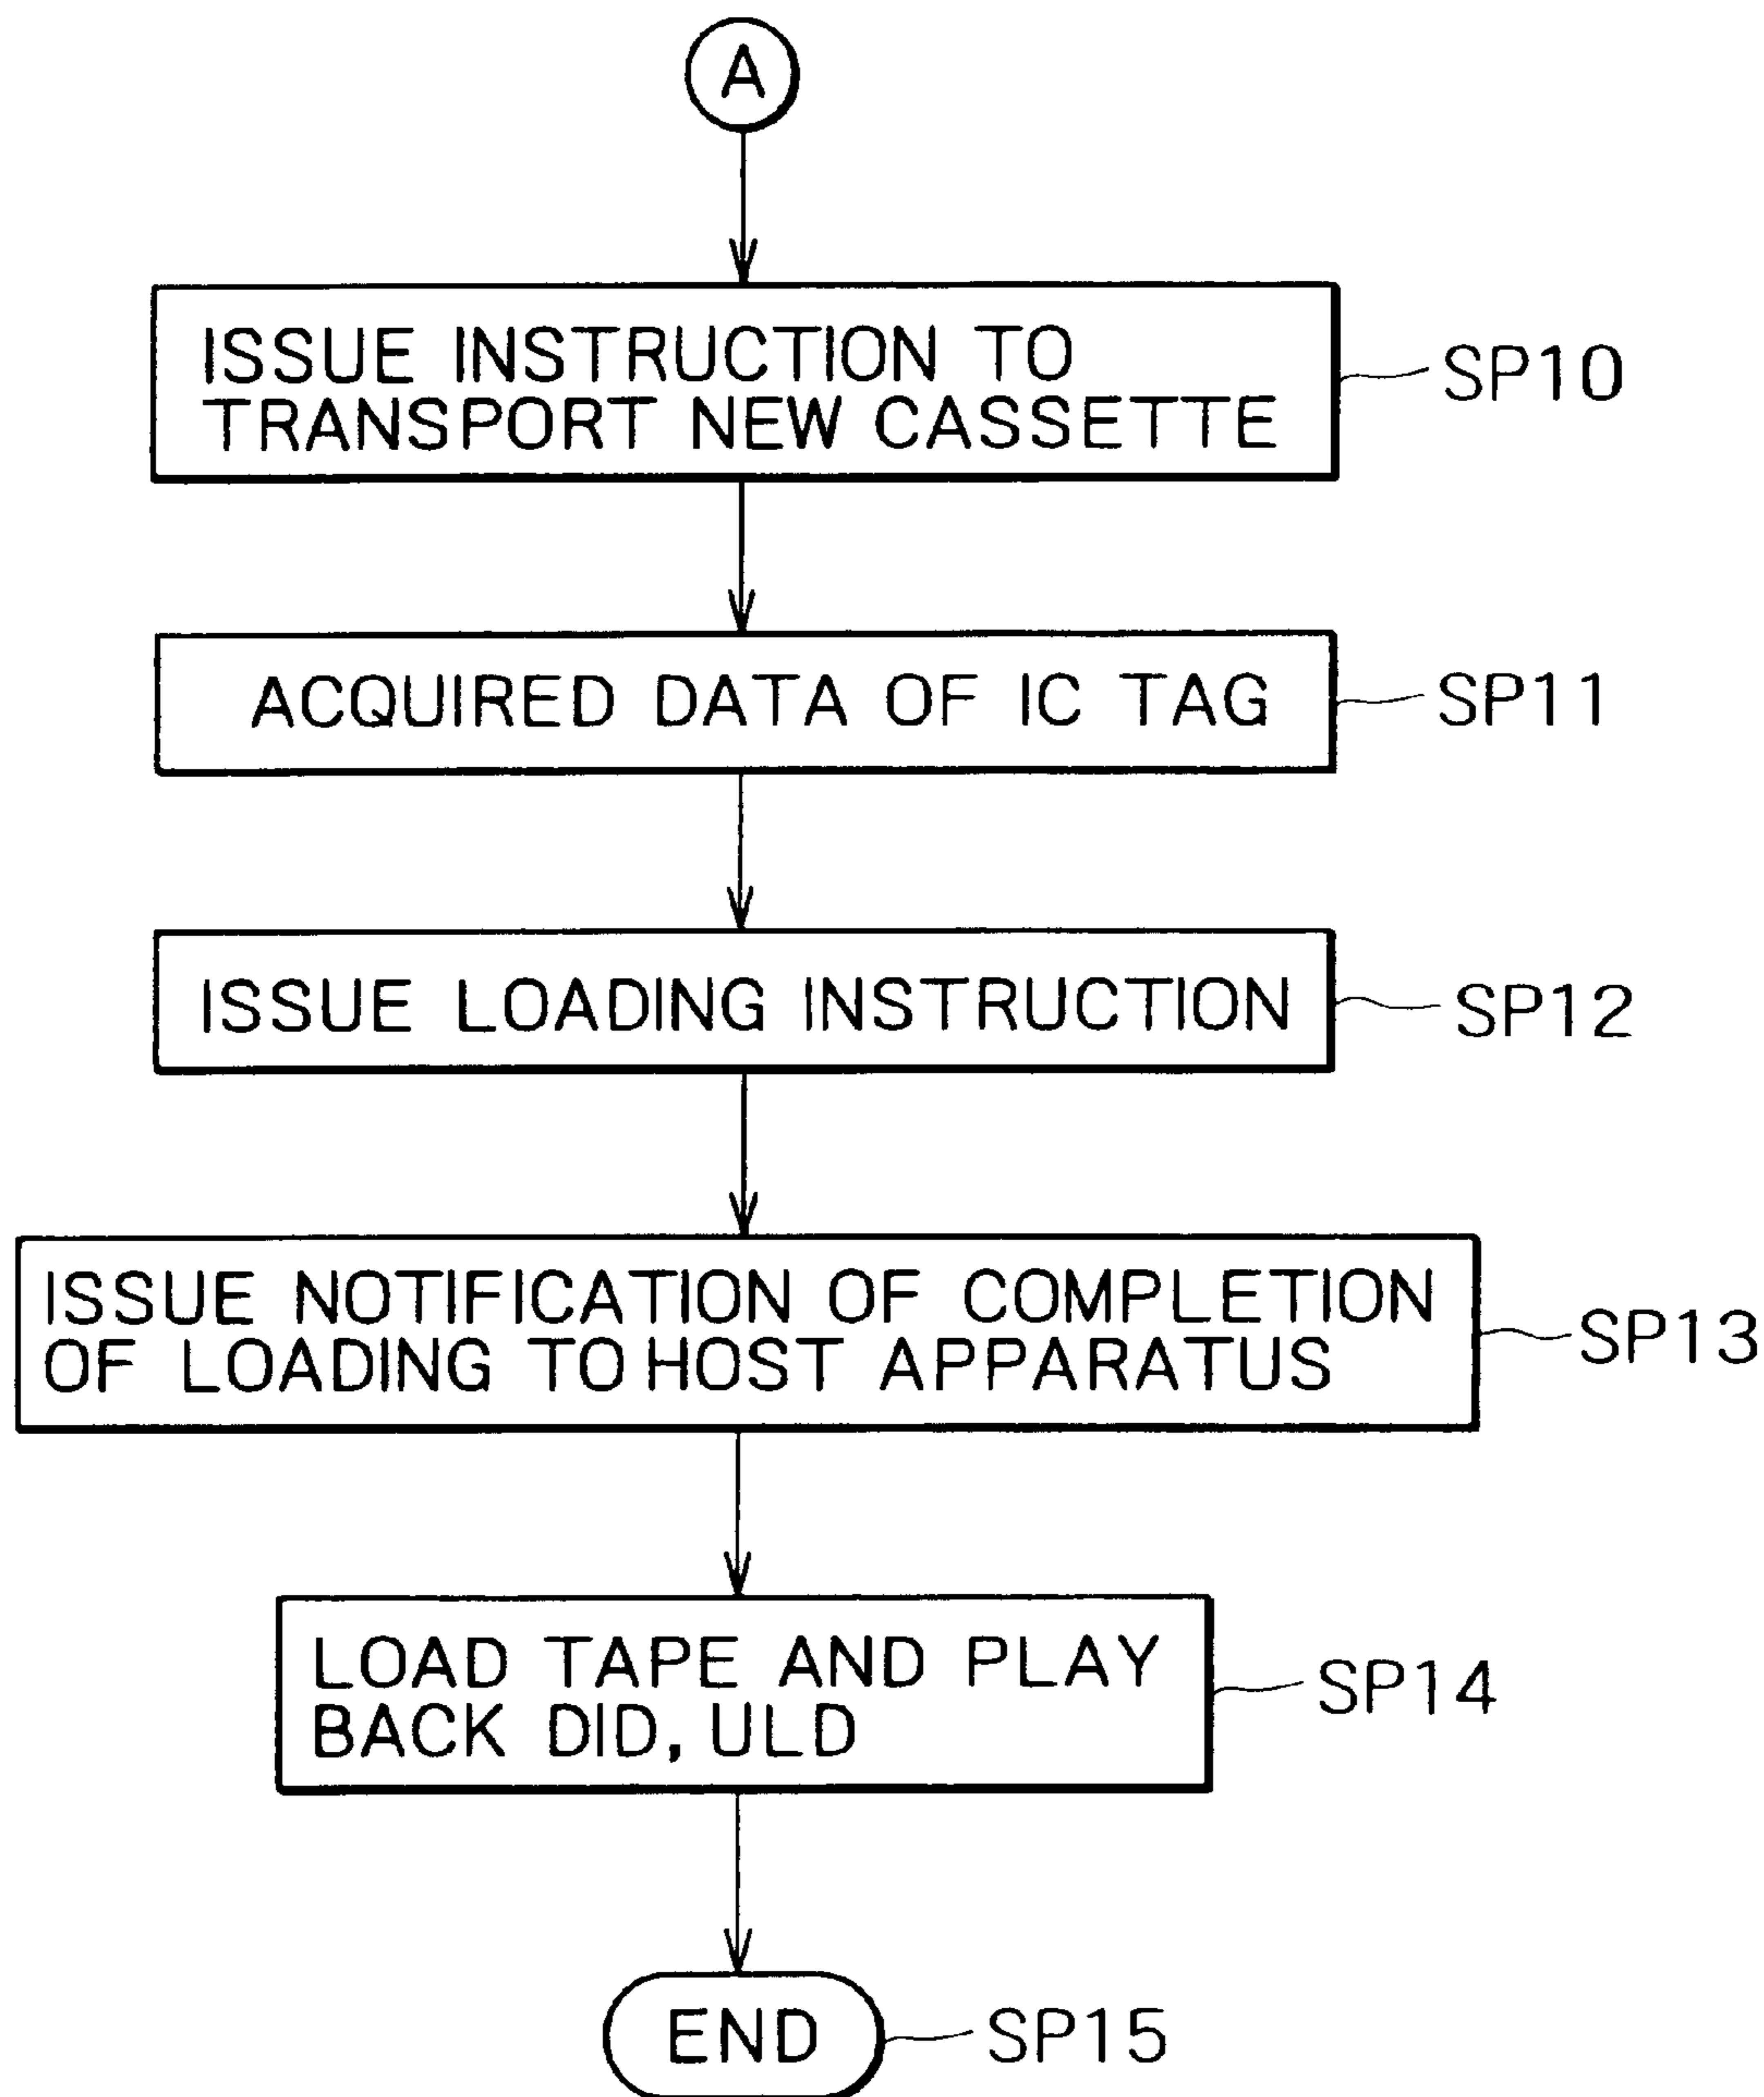 A
ISSUE INSTRUCTION TO
TRANSPORT NEW CASSETTE
SP10
ACQUIRED DATA OF IC TAG
SP11
ISSUE LOADING INSTRUCTION
SP12
ISSUE NOTIFICATION OF COMPLETION
OF LOADING TO HOST APPARATUS
SP13
LOAD TAPE AND PLAY
BACK DID, ULD
SP14
END
SP15